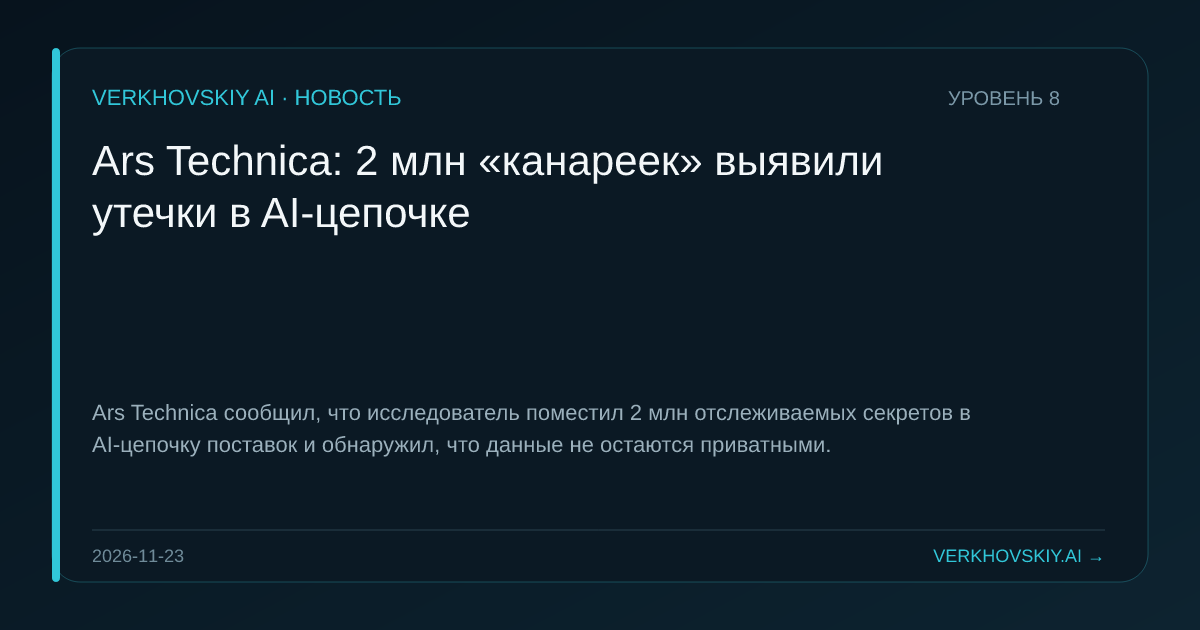 VERKHOVSKIY AI · НОВОСТЬ
УРОВЕНЬ 8
Ars Technica: 2 млн «канареек» выявили
утечки в AI-цепочке
Ars Technica сообщил, что исследователь поместил 2 млн отслеживаемых секретов в
AI-цепочку поставок и обнаружил, что данные не остаются приватными.
2026-11-23
VERKHOVSKIY.AI →